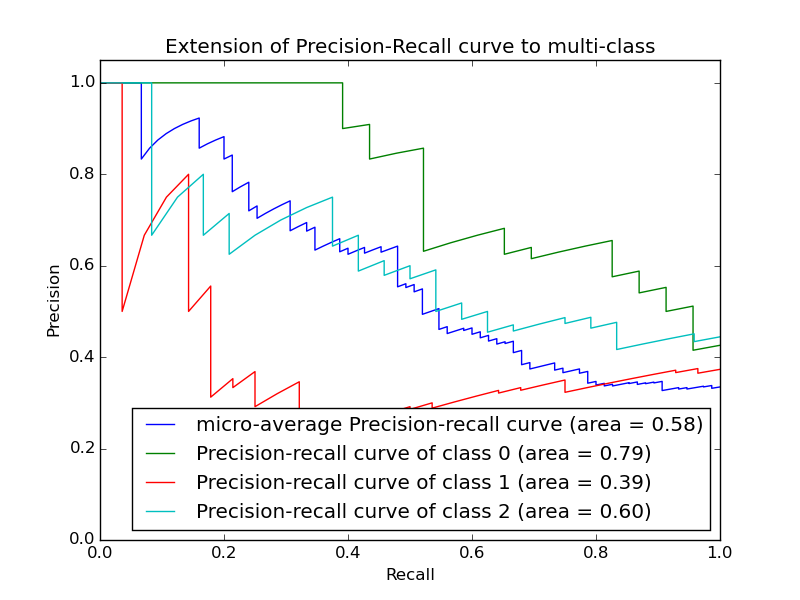 Extension of Precision-Recall curve to multi-class
1.0
0.8
0.6
0.4
0.2
0.0
Precision
micro-average Precision-recall curve (area = 0.58)
Precision-recall curve of class 0 (area = 0.79)
Precision-recall curve of class 1 (area = 0.39)
Precision-recall curve of class 2 (area = 0.60)
0.0 0.2 0.4 0.6 0.8 1.0
Recall